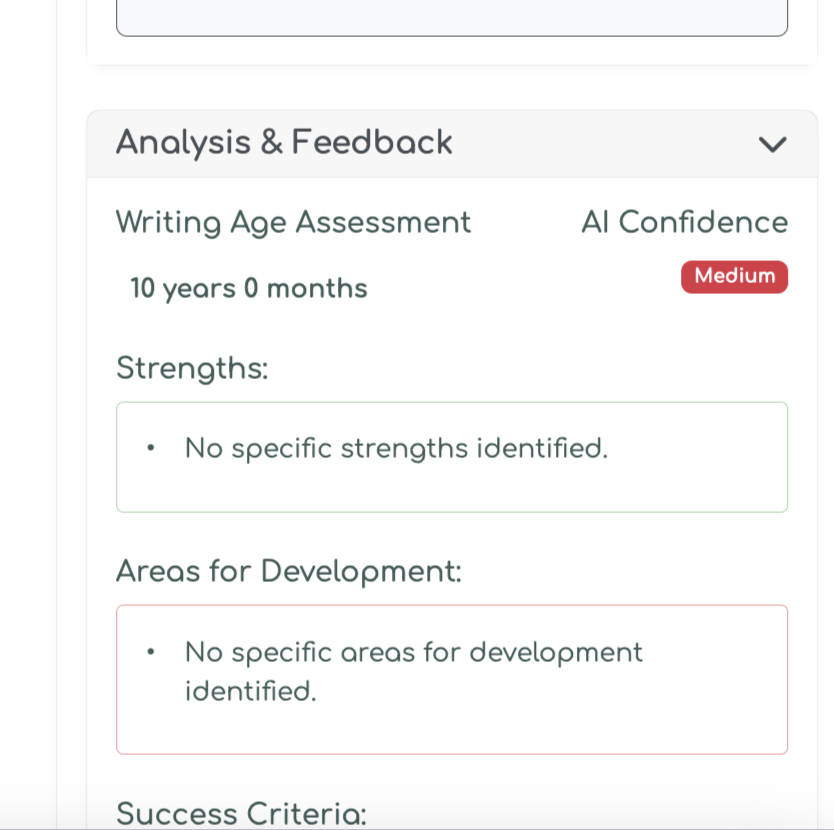 Analysis & Feedback
Writing Age Assessment
AI Confidence
10 years 0 months
Medium
Strengths:
• No specific strengths identified.
Areas for Development:
• No specific areas for development
identified.
Success Criteria: